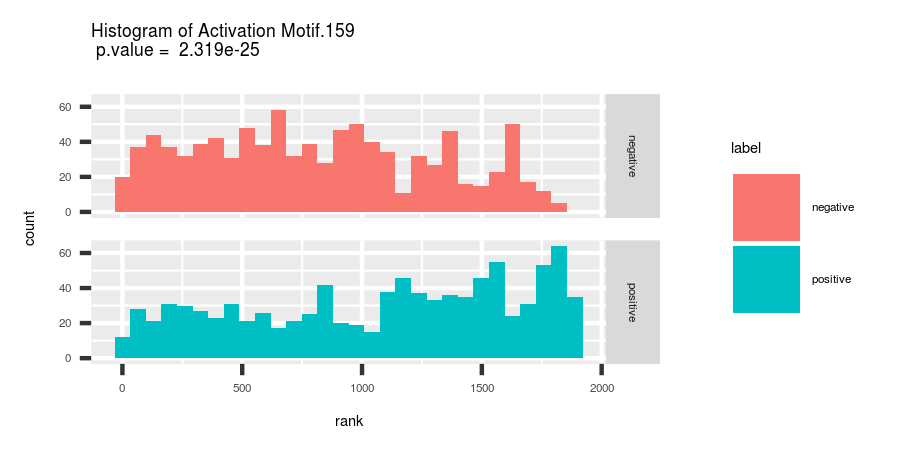 Histogram of Activation Motif.159
p.value =  2.319e-25
count
60
40
20
0
negative
60
40
20
0
positive
0
500
1000
1500
2000
rank
label
negative
positive